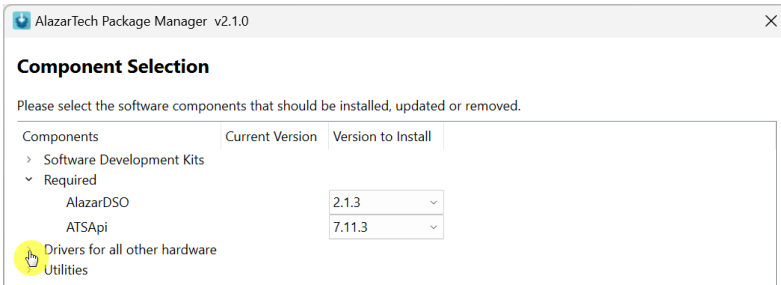 AlazarTech Package Manager v2.1.0
Component Selection
Please select the software components that should be installed, updated or removed.
Components Current Version Version to Install
Software Development Kits
Required
AlazarDSO 2.1.3
ATSApi 7.11.3
Drivers for all other hardware
Utilities